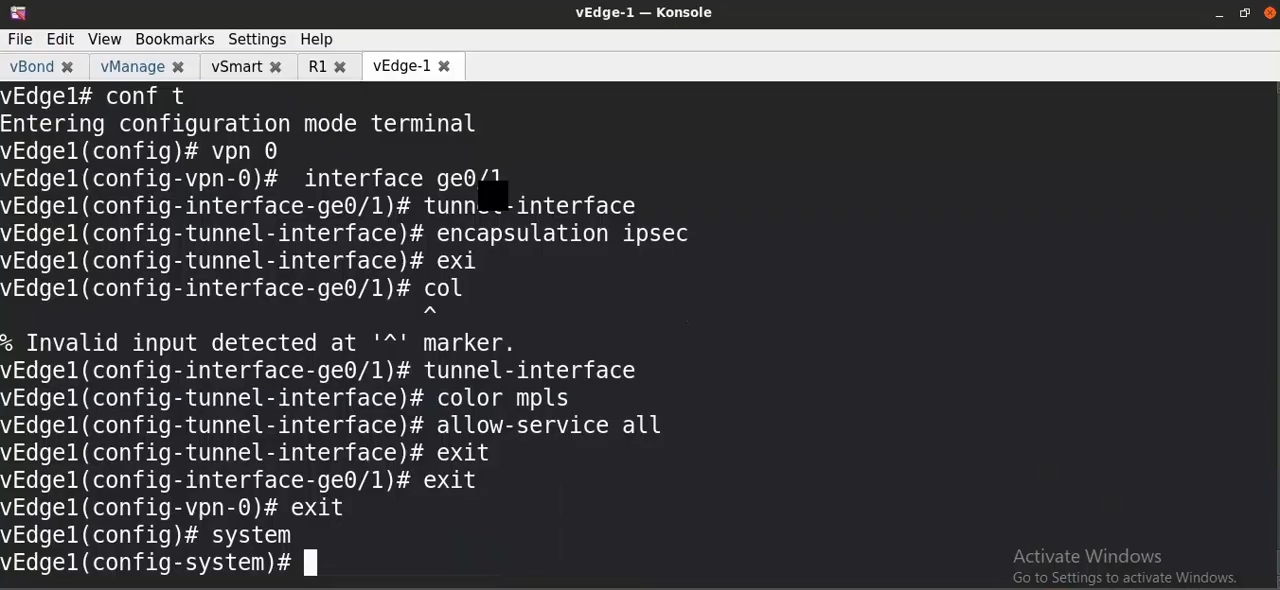 vEdge-1 — Konsole
File Edit View Bookmarks Settings Help
vBond vManage vSmart R1 vEdge-1
vEdge1# conf t
Entering configuration mode terminal
vEdge1(config)# vpn 0
vEdge1(config-vpn-0)#  interface ge0/1
vEdge1(config-interface-ge0/1)# tunnel-interface
vEdge1(config-tunnel-interface)# encapsulation ipsec
vEdge1(config-tunnel-interface)# exi
vEdge1(config-interface-ge0/1)# col
^
% Invalid input detected at '^' marker.
vEdge1(config-interface-ge0/1)# tunnel-interface
vEdge1(config-tunnel-interface)# color mpls
vEdge1(config-tunnel-interface)# allow-service all
vEdge1(config-tunnel-interface)# exit
vEdge1(config-interface-ge0/1)# exit
vEdge1(config-vpn-0)# exit
vEdge1(config)# system
vEdge1(config-system)#
Activate Windows
Go to Settings to activate Windows.